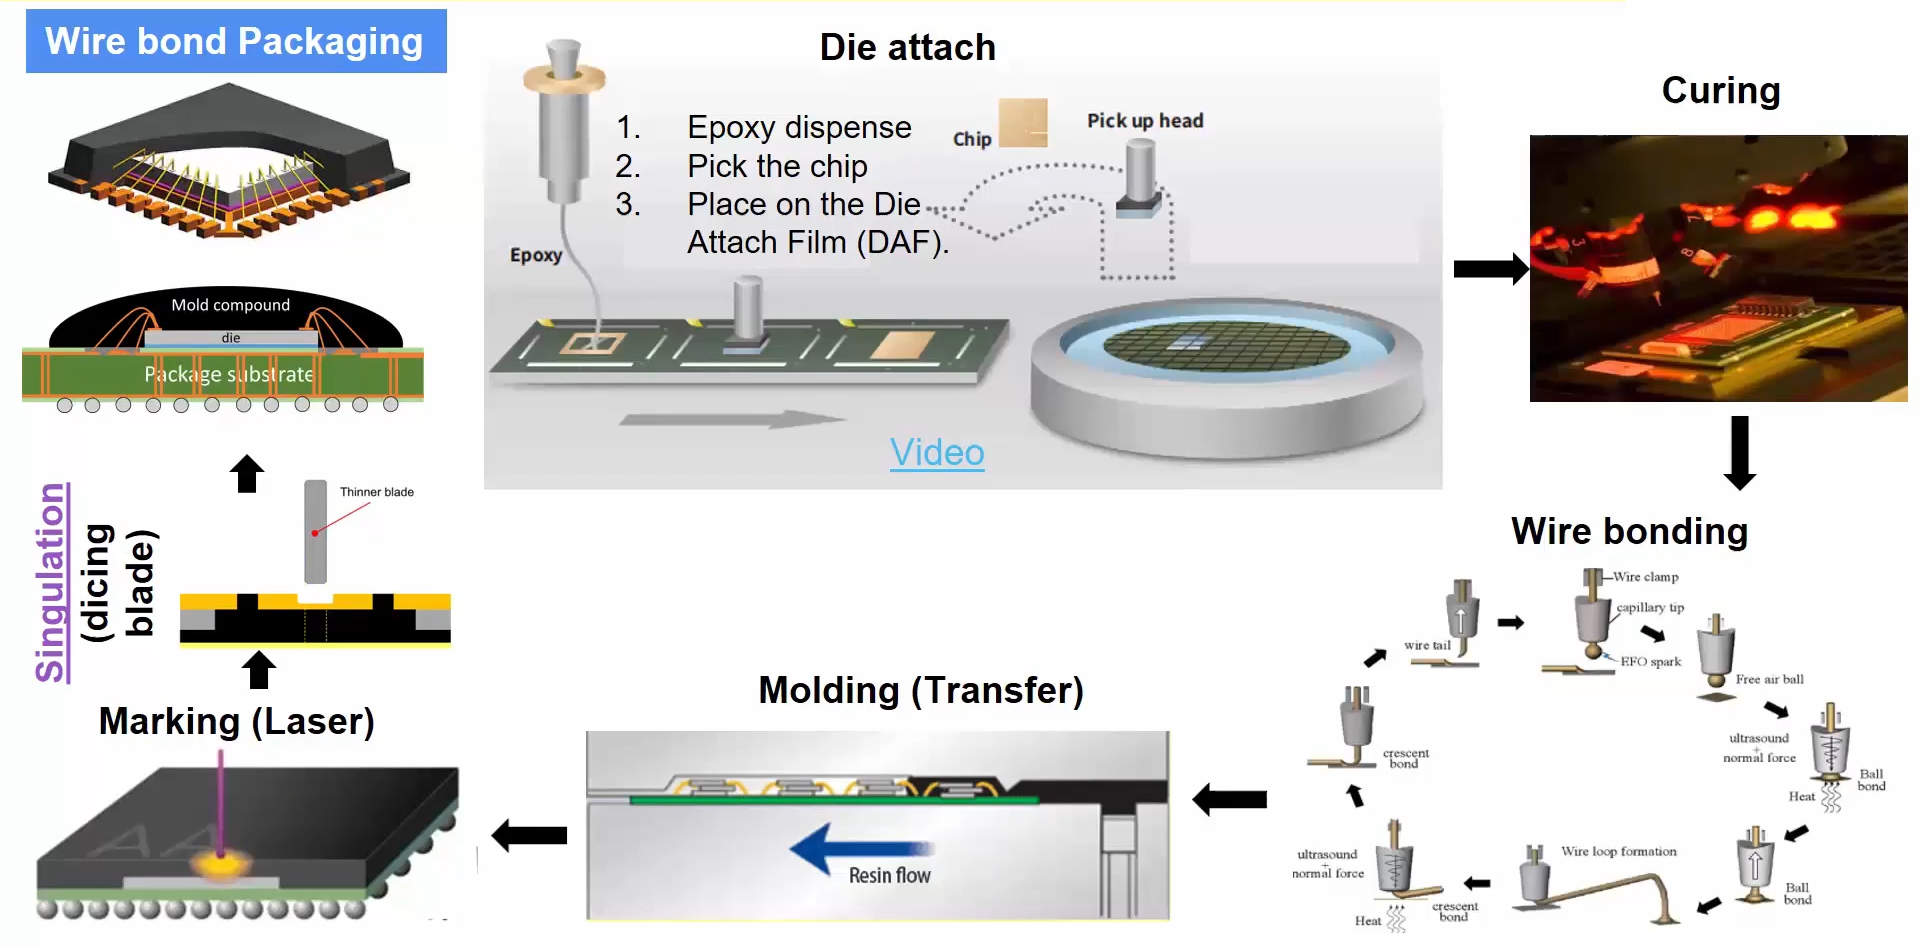 Wire bond Packaging
Mold compound
die
Package substrate
Die attach
1. Epoxy dispense
2. Pick the chip
3. Place on the Die
Attach Film (DAF).
Chip
Pick up head
Epoxy
Video
Curing
Wire bonding
Wire clamp
capillary tip
EFO spark
wire tail
Free air ball
ultrasound
+
normal force
Ball
bond
Heat
Ball
bond
Wire loop formation
ultrasound
+
normal force
crescent
bond
Heat
crescent
bond
Molding (Transfer)
Resin flow
Marking (Laser)
AA
Singulation
(dicing
blade)
Thinner blade